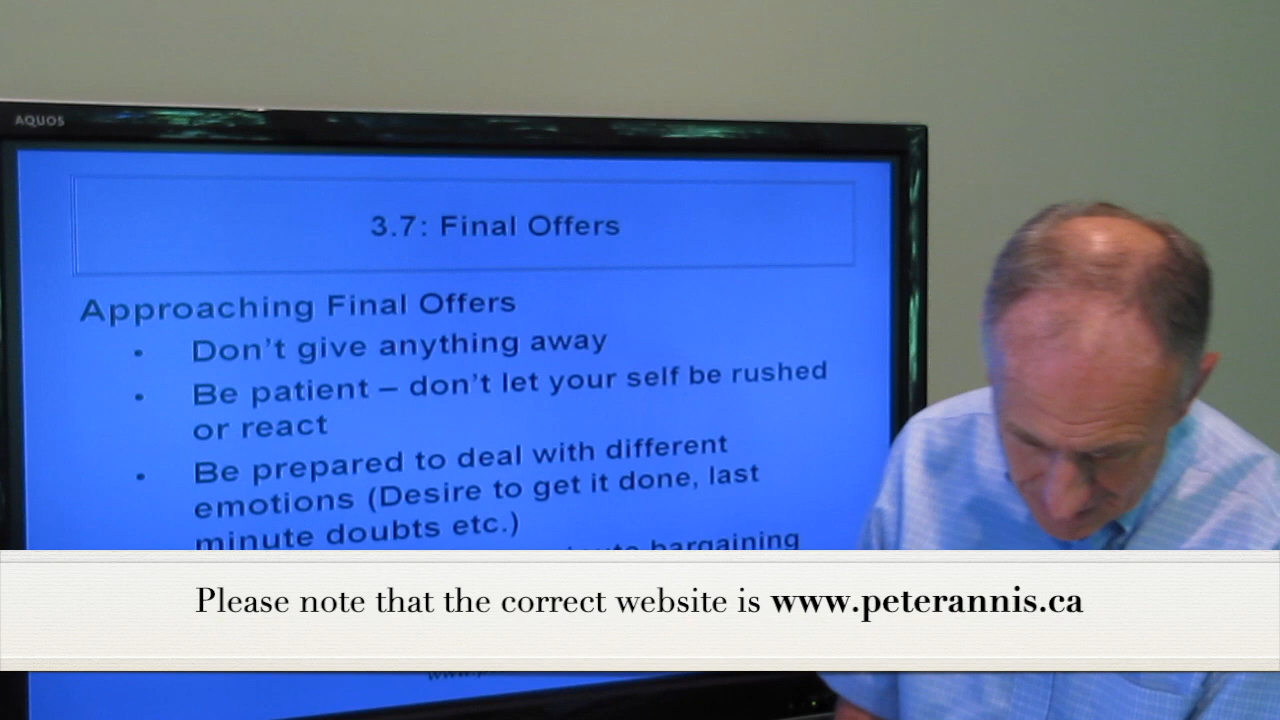 AQUOS
3.7: Final Offers
Approaching Final Offers
• Don't give anything away
• Be patient – don't let your self be rushed
or react
• Be prepared to deal with different
emotions (Desire to get it done, last
minute doubts etc.)
bargaining
Please note that the correct website is www.peterannis.ca